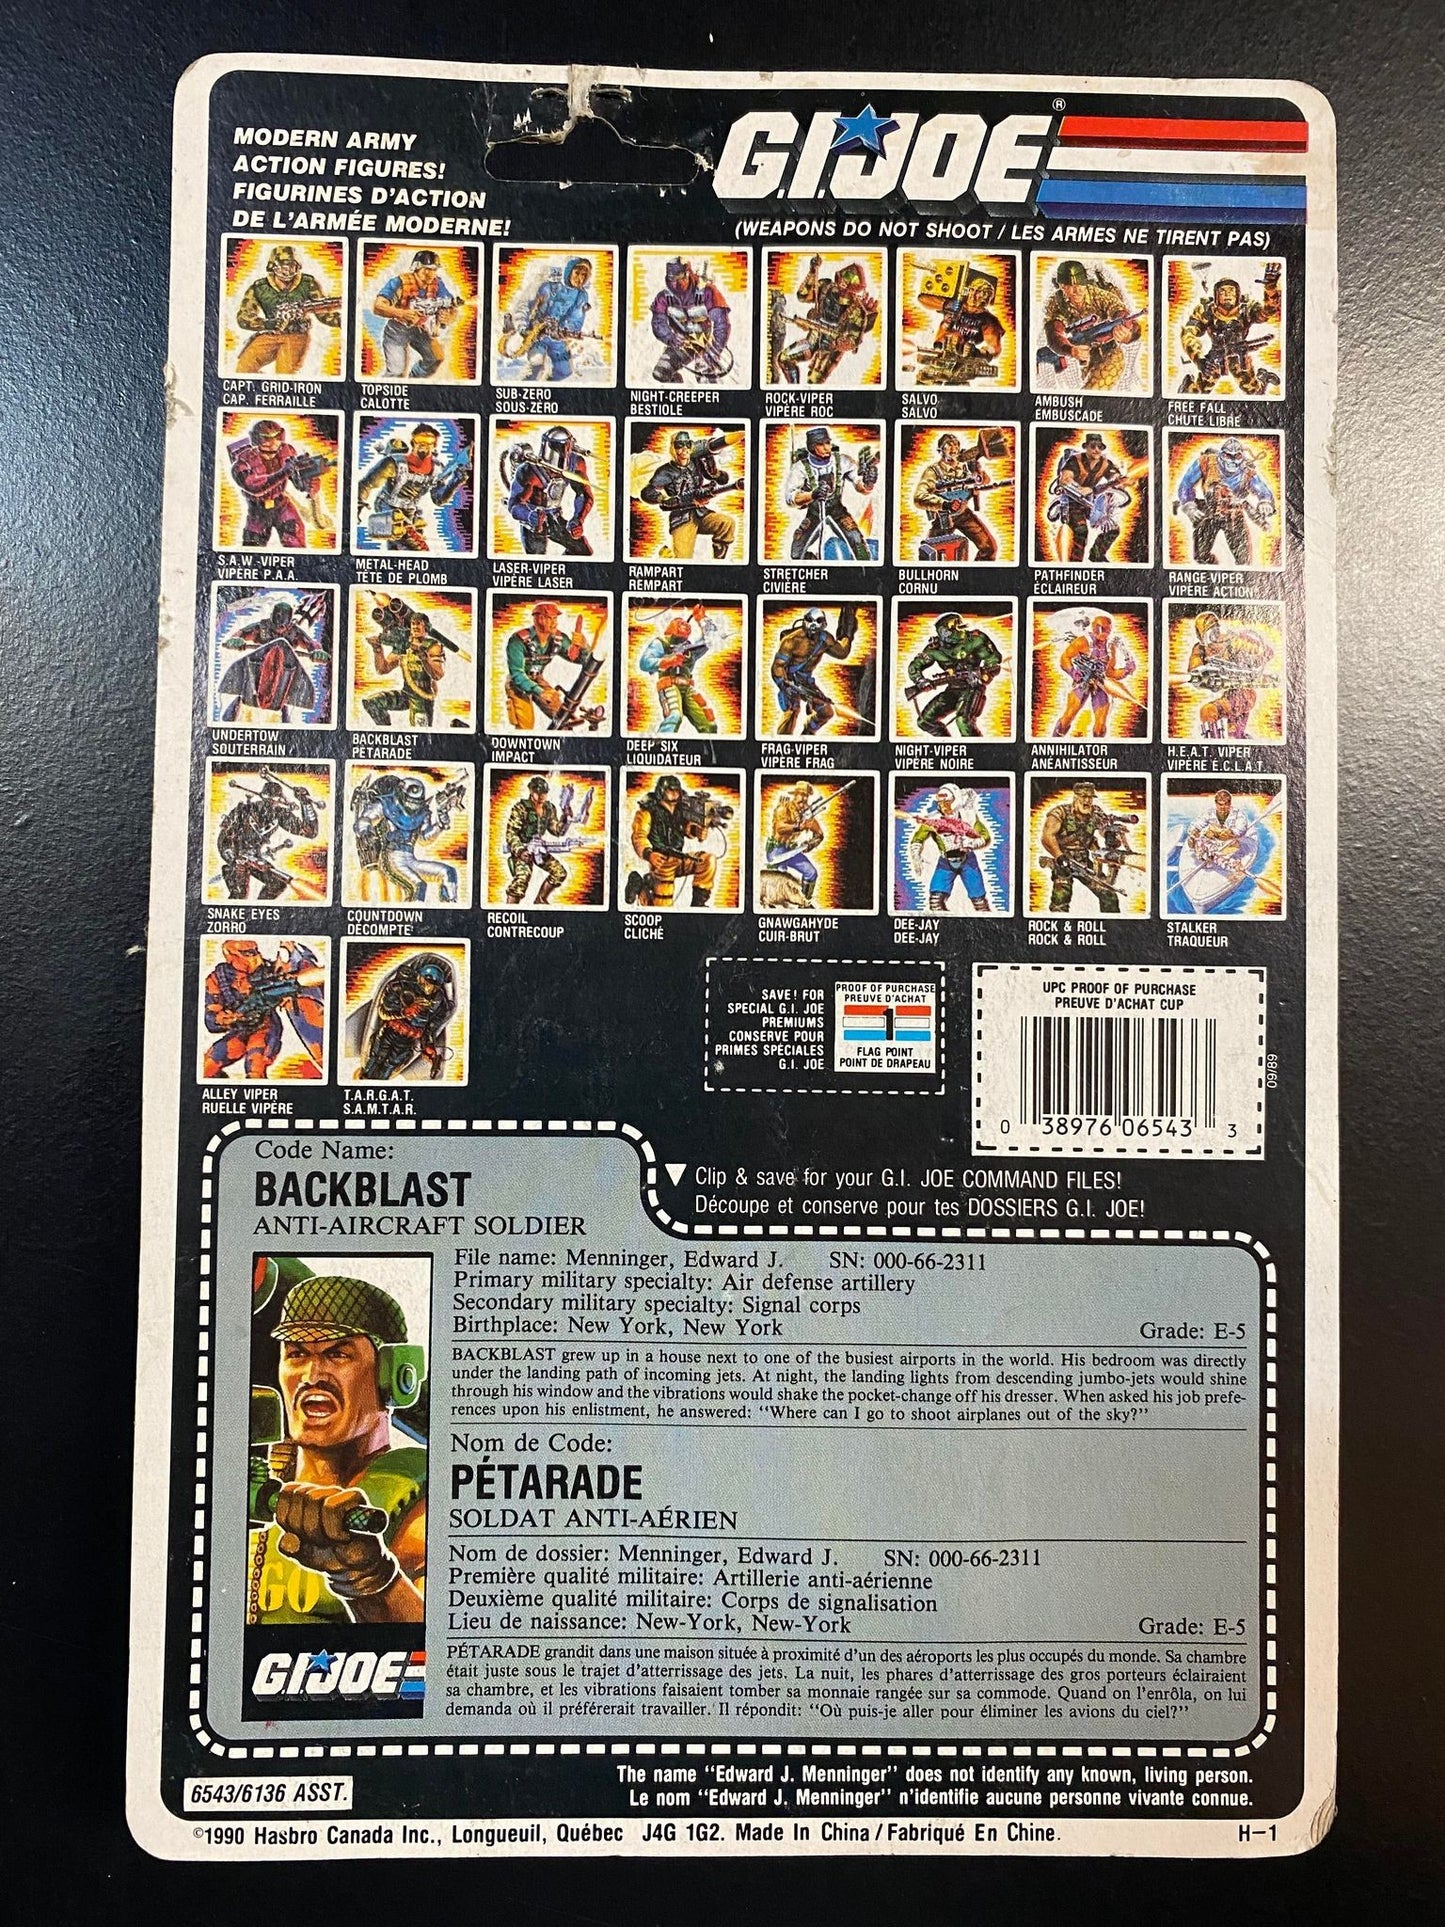 MODERN ARMY
ACTION FIGURES!
FIGURINES D'ACTION
DE L'ARMÉE MODERNE!
G.I.JOE ®
(WEAPONS DO NOT SHOOT / LES ARMES NE TIRENT PAS)
CAPT. GRID-IRON
CAP. FERRAILLE
TOPSIDE
CALOTTE
SUB-ZERO
SOUS-ZÉRO
NIGHT-CREEPER
BESTIOLE
ROCK-VIPER
VIPÈRE ROC
SALVO
SALVO
AMBUSH
EMBUSCADE
FREE FALL
CHUTE LIBRE
S.A.W.-VIPER
VIPÈRE P.A.A.
METAL-HEAD
TÊTE DE PLOMB
LASER-VIPER
VIPÈRE LASER
RAMPART
REMPART
STRETCHER
CIVIÈRE
BULLHORN
CORNU
PATHFINDER
ÉCLAIREUR
RANGE-VIPER
VIPÈRE ACTION
UNDERTOW
SOUTERRAIN
BACKBLAST
PÉTARADE
DOWNTOWN
IMPACT
DEEP SIX
LIQUIDATEUR
FRAG-VIPER
VIPÈRE FRAG
NIGHT-VIPER
VIPÈRE NOIRE
ANNIHILATOR
ANÉANTISSEUR
H.E.A.T. VIPER
VIPÈRE É.C.L.A.T.
SNAKE EYES
ZORRO
COUNTDOWN
DÉCOMPTE
RECOIL
CONTRECOUP
SCOOP
CLICHÉ
GNAWGAHYDE
CUIR-BRUT
DEE-JAY
DEE-JAY
ROCK & ROLL
ROCK & ROLL
STALKER
TRAQUEUR
ALLEY VIPER
RUELLE VIPÈRE
T.A.R.G.A.T.
S.A.M.T.A.R.
SAVE! FOR
SPECIAL G.I. JOE
PREMIUMS
CONSERVE POUR
PRIMES SPÉCIALES
G.I. JOE
PROOF OF PURCHASE
PREUVE D'ACHAT
1
FLAG POINT
POINT DE DRAPEAU
UPC PROOF OF PURCHASE
PREUVE D'ACHAT CUP
0 38976 06543 3
09/89
Clip & save for your G.I. JOE COMMAND FILES!
Découpe et conserve pour tes DOSSIERS G.I. JOE!
Code Name:
BACKBLAST
ANTI-AIRCRAFT SOLDIER
File name: Menninger, Edward J. SN: 000-66-2311
Primary military specialty: Air defense artillery
Secondary military specialty: Signal corps
Birthplace: New York, New York Grade: E-5
BACKBLAST grew up in a house next to one of the busiest airports in the world. His bedroom was directly
under the landing path of incoming jets. At night, the landing lights from descending jumbo-jets would shine
through his window and the vibrations would shake the pocket-change off his dresser. When asked his job prefe-
rences upon his enlistment, he answered: "Where can I go to shoot airplanes out of the sky?"
Nom de Code:
PÉTARADE
SOLDAT ANTI-AÉRIEN
Nom de dossier: Menninger, Edward J. SN: 000-66-2311
Première qualité militaire: Artillerie anti-aérienne
Deuxième qualité militaire: Corps de signalisation
Lieu de naissance: New-York, New-York Grade: E-5
PÉTARADE grandit dans une maison située à proximité d'un des aéroports les plus occupés du monde. Sa chambre
était juste sous le trajet d'atterrissage des jets. La nuit, les phares d'atterrissage des gros porteurs éclairaient
sa chambre, et les vibrations faisaient tomber sa monnaie rangée sur sa commode. Quand on l'enrôla, on lui
demanda où il préférerait travailler. Il répondit: "Où puis-je aller pour éliminer les avions du ciel?"
GO
G.I.JOE
6543/6136 ASST.
The name "Edward J. Menninger" does not identify any known, living person.
Le nom "Edward J. Menninger" n'identifie aucune personne vivante connue.
©1990 Hasbro Canada Inc., Longueuil, Québec J4G 1G2. Made In China / Fabriqué En Chine.
H-1